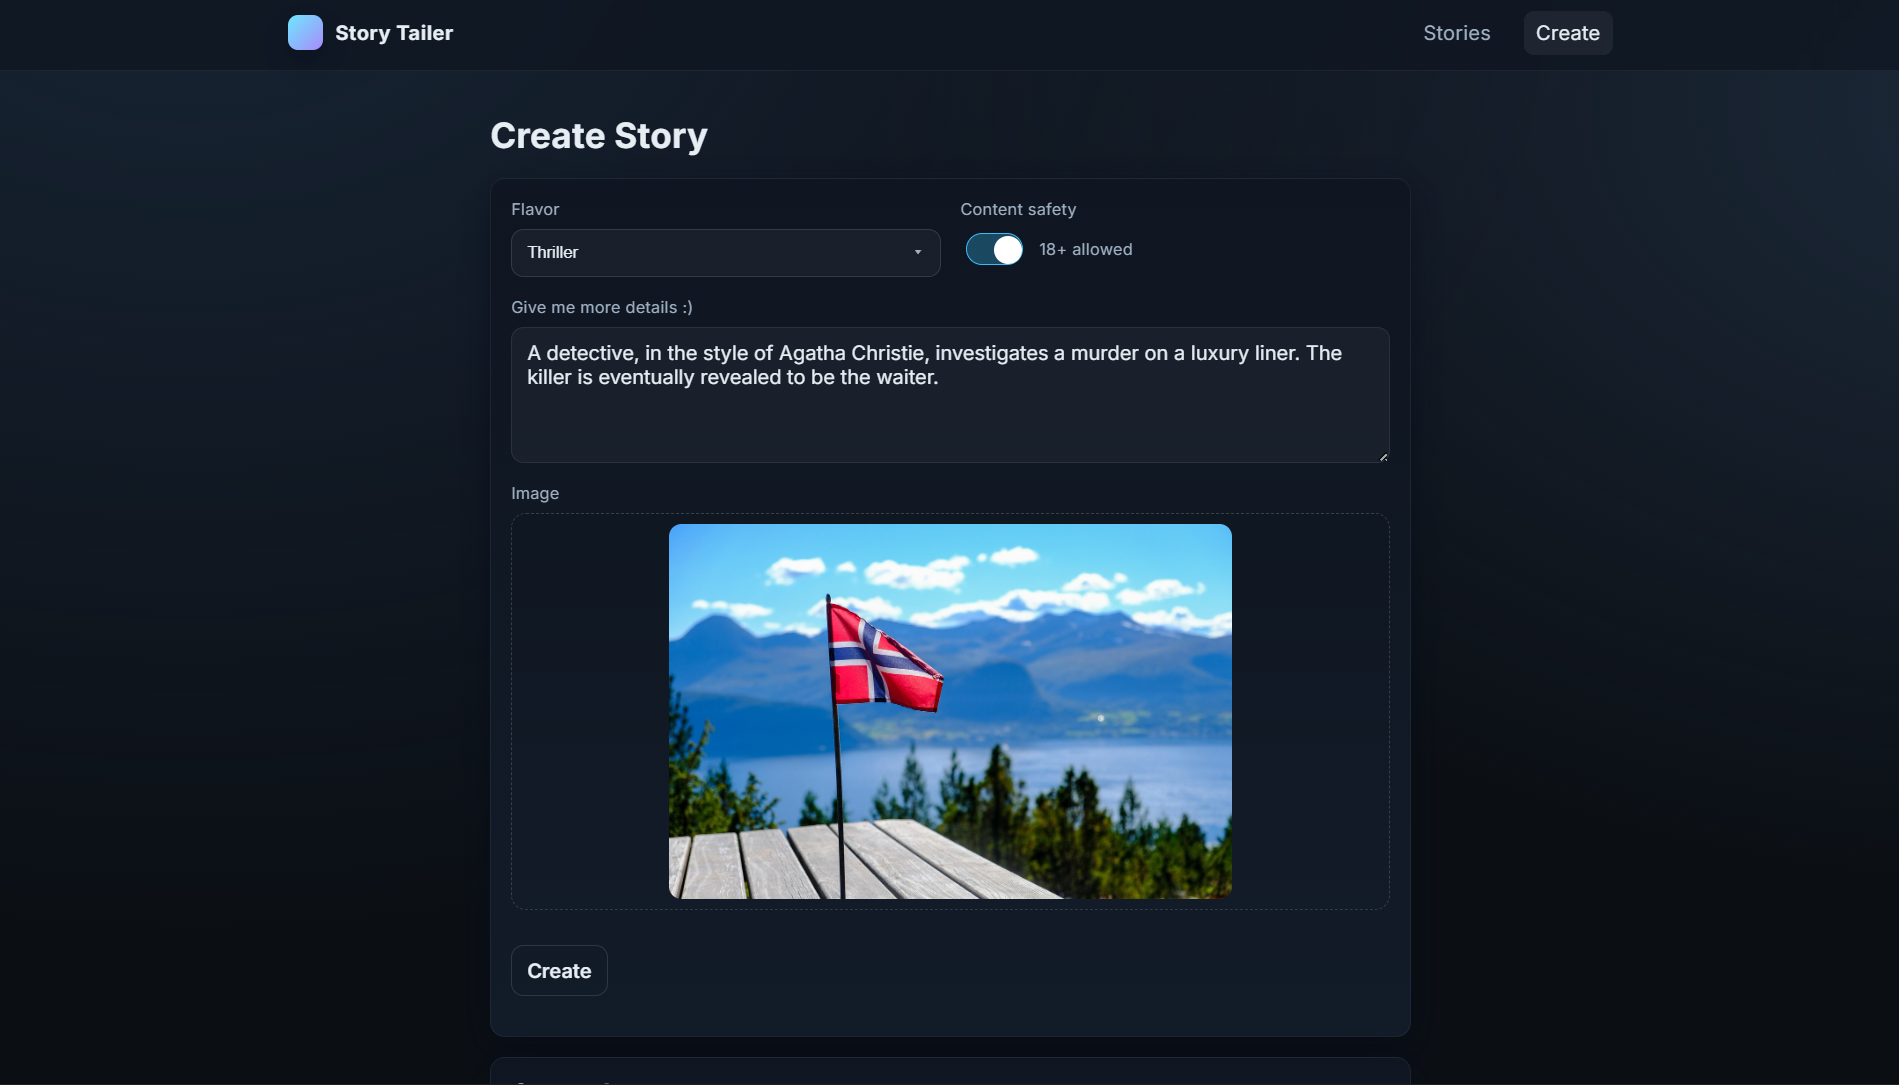 Story Tailer
Stories
Create
Create Story
Flavor
Content safety
Thriller
18+ allowed
Give me more details :)
A detective, in the style of Agatha Christie, investigates a murder on a luxury liner. The
killer is eventually revealed to be the waiter.
Image
Create